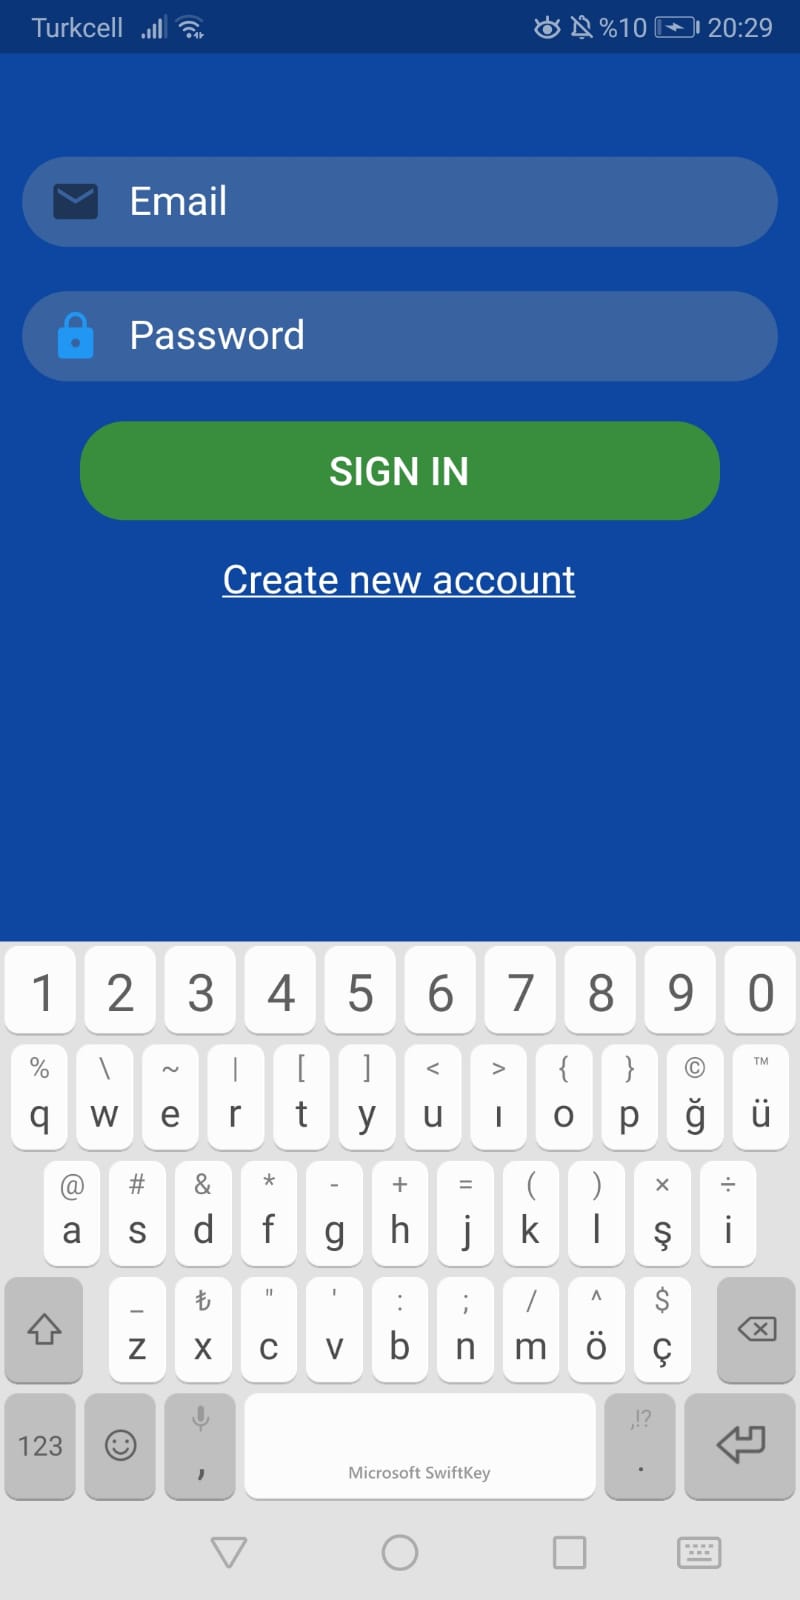 Turkcell %10 20:29
Email
Password
SIGN IN
Create new account
1 2 3 4 5 6 7 8 9 0
% \ ~ | [ ] < > { } © ™
q w e r t y u ı o p ğ ü
@ # & * - + = ( ) × ÷
a s d f g h j k l ş i
_ ₺ " ' : ; / ^ $
z x c v b n m ö ç
,!?
123 , Microsoft SwiftKey .